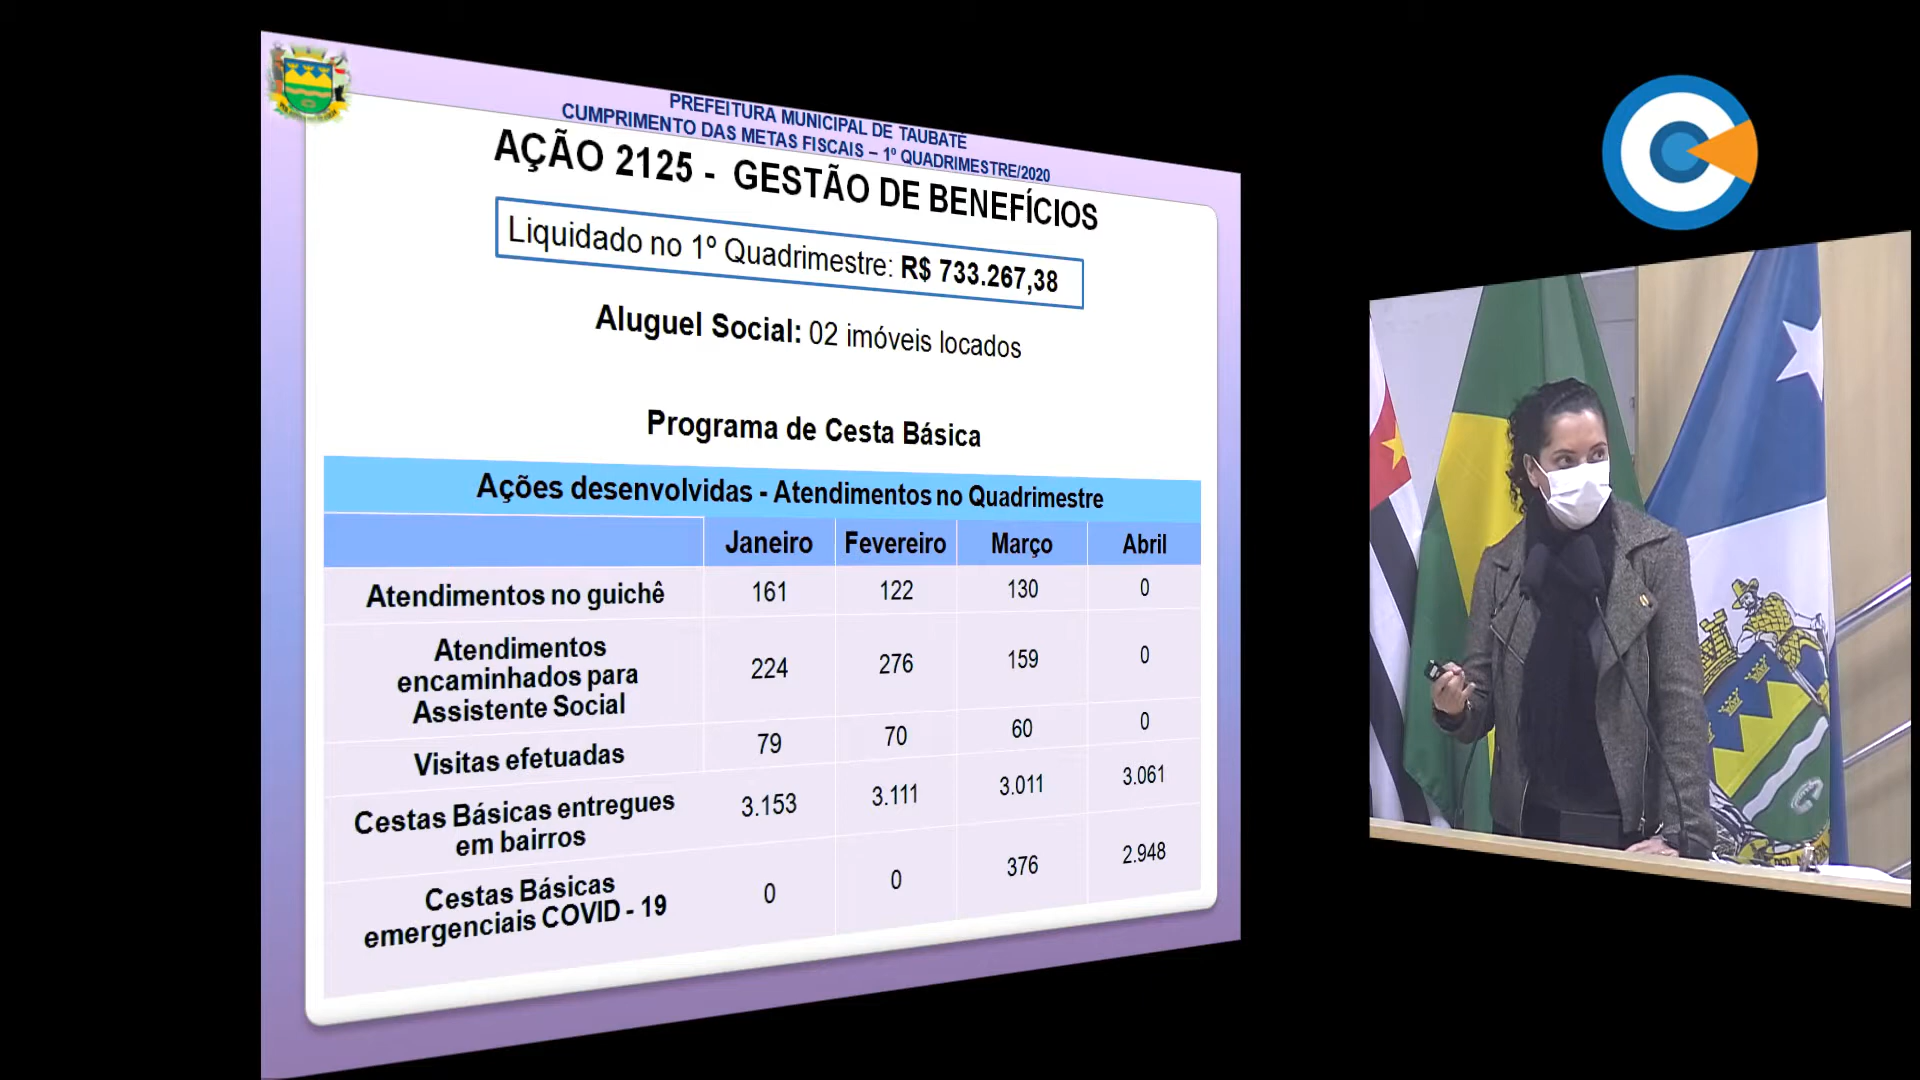 PREFEITURA MUNICIPAL DE TAUBATÉ
CUMPRIMENTO DAS METAS FISCAIS – 1º QUADRIMESTRE/2020
AÇÃO 2125 - GESTÃO DE BENEFÍCIOS
Liquidado no 1º Quadrimestre: R$ 733.267,38
Aluguel Social: 02 imóveis locados
Programa de Cesta Básica
Ações desenvolvidas - Atendimentos no Quadrimestre
Janeiro Fevereiro Março Abril
Atendimentos no guichê 161 122 130 0
Atendimentos
encaminhados para
Assistente Social 224 276 159 0
Visitas efetuadas 79 70 60 0
Cestas Básicas entregues
em bairros 3.153 3.111 3.011 3.061
Cestas Básicas
emergenciais COVID - 19 0 0 376 2.948